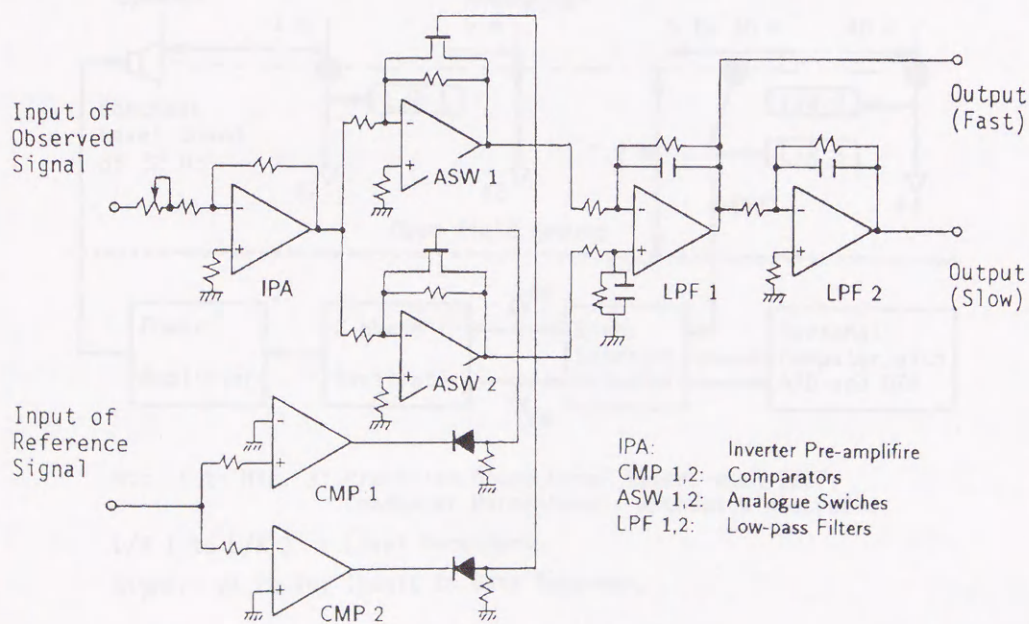 Input of
Observed
Signal
IPA
ASW 1
ASW 2
LPF 1
LPF 2
Output
(Fast)
Output
(Slow)
Input of
Reference
Signal
CMP 1
CMP 2
IPA: Inverter Pre-amplifire
CMP 1,2: Comparators
ASW 1,2: Analogue Swiches
LPF 1,2: Low-pass Filters